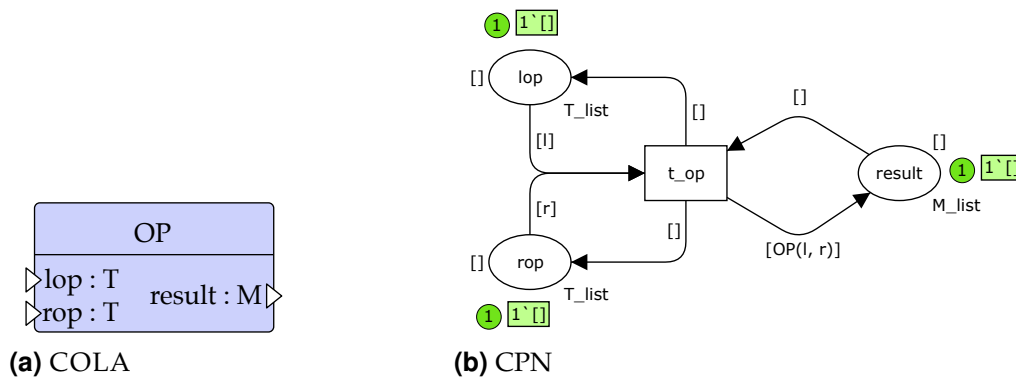 OP
lop : T
rop : T
result : M
(a) COLA
1 1`[]
[] lop
T_list
[]
[l]
t_op
[r]
[]
[] rop
T_list
1 1`[]
[]
[]
result
1 1`[]
M_list
[OP(l, r)]
(b) CPN